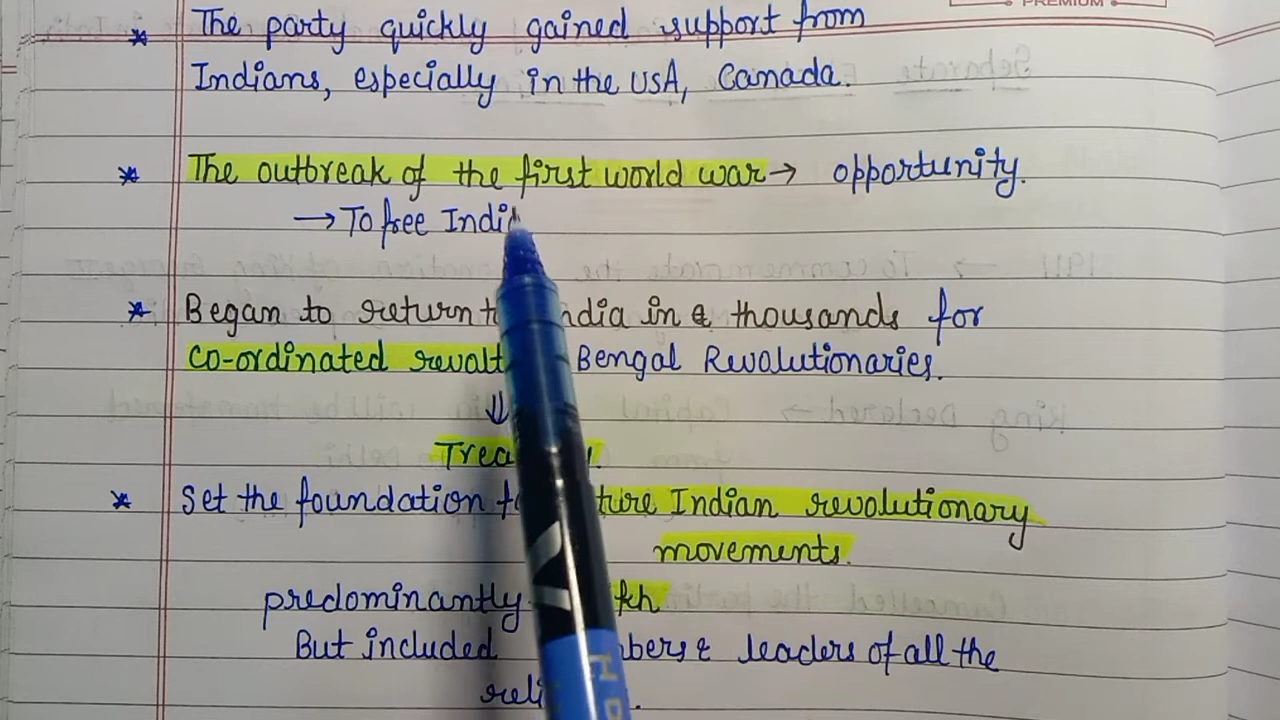 PREMIUM
* The party quickly gained support from
Indians, especially in the USA, Canada.
* The outbreak of the first world war → opportunity.
→ To free Indi
* Began to return t ndia in a thousands for
co-ordinated revolt Bengal Revolutionaries.
⇓
Trea
* Set the foundation f ture Indian revolutionary
movements.
predominantly kh
But included bers & leaders of all the
reli